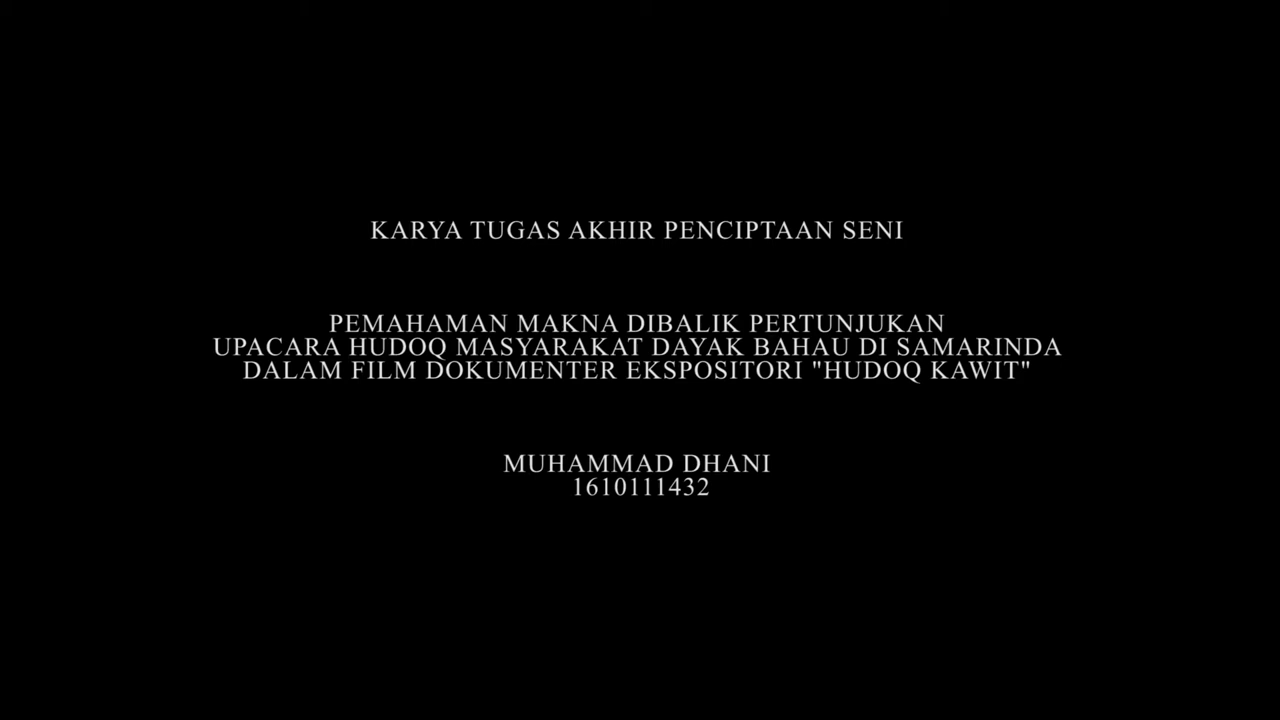 KARYA TUGAS AKHIR PENCIPTAAN SENI
PEMAHAMAN MAKNA DIBALIK PERTUNJUKAN
UPACARA HUDOQ MASYARAKAT DAYAK BAHAU DI SAMARINDA
DALAM FILM DOKUMENTER EKSPOSITORI "HUDOQ KAWIT"
MUHAMMAD DHANI
1610111432